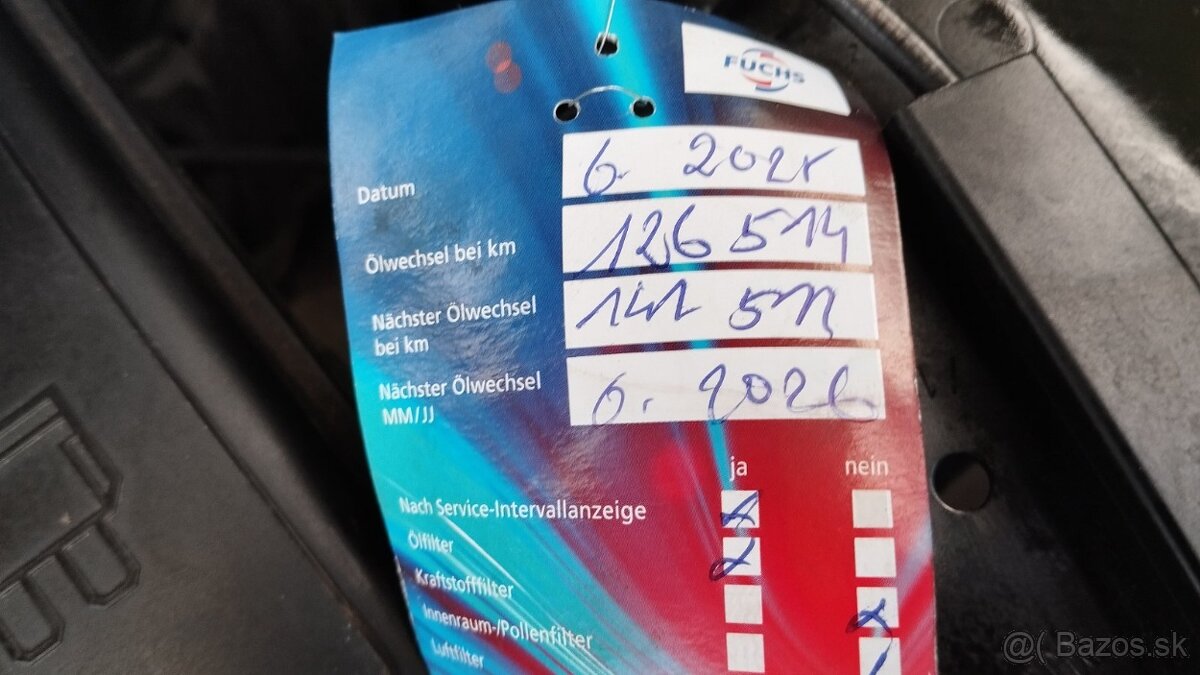 FUCHS
Datum 6. 2025
Ölwechsel bei km 126 514
Nächster Ölwechsel
bei km 141 511
Nächster Ölwechsel
MM/JJ 6. 2026
ja nein
Nach Service-Intervallanzeige
Ölfilter
Kraftstofffilter
Innenraum-/Pollenfilter
Luftfilter
@( Bazos.sk